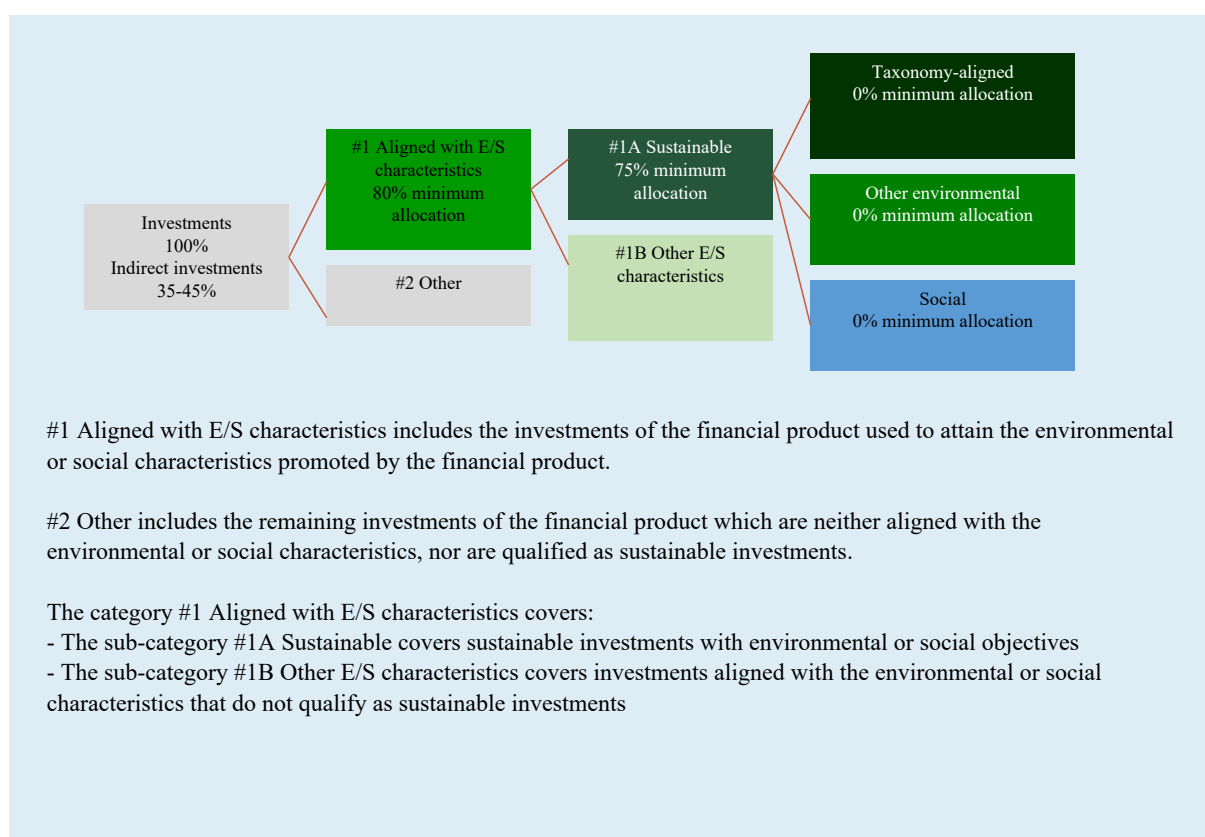 Investments
100%
Indirect investments
35-45%
#1 Aligned with E/S
characteristics
80% minimum
allocation
#2 Other
#1A Sustainable
75% minimum
allocation
#1B Other E/S
characteristics
Taxonomy-aligned
0% minimum allocation
Other environmental
0% minimum allocation
Social
0% minimum allocation
#1 Aligned with E/S characteristics includes the investments of the financial product used to attain the environmental
or social characteristics promoted by the financial product.
#2 Other includes the remaining investments of the financial product which are neither aligned with the
environmental or social characteristics, nor are qualified as sustainable investments.
The category #1 Aligned with E/S characteristics covers:
- The sub-category #1A Sustainable covers sustainable investments with environmental or social objectives
- The sub-category #1B Other E/S characteristics covers investments aligned with the environmental or social
characteristics that do not qualify as sustainable investments